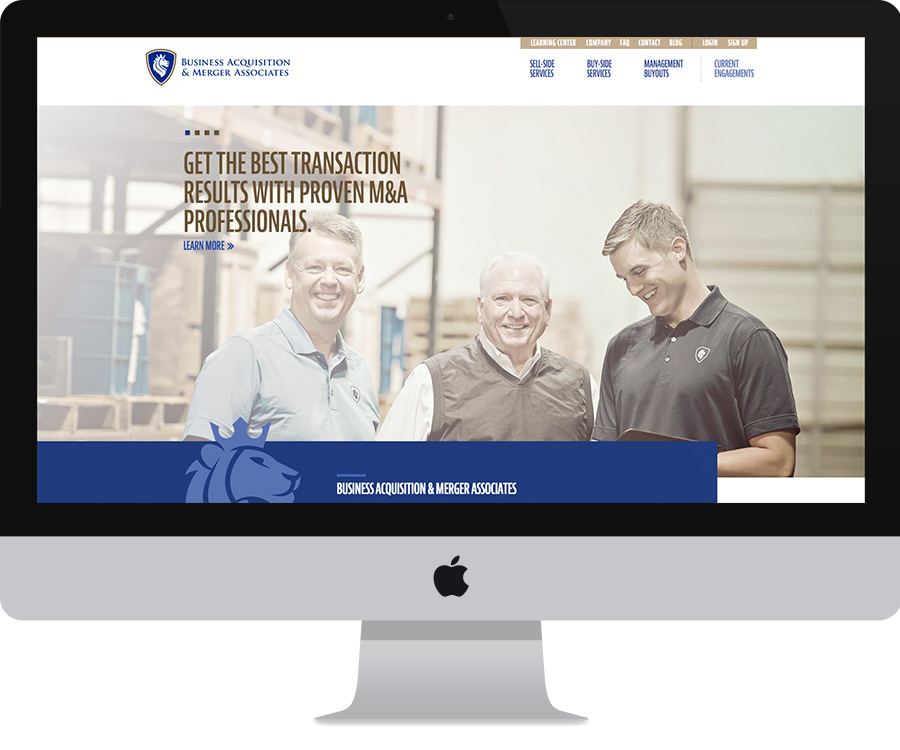 LEARNING CENTER COMPANY FAQ CONTACT BLOG LOGIN SIGN UP
BUSINESS ACQUISITION
& MERGER ASSOCIATES
SELL-SIDE
SERVICES
BUY-SIDE
SERVICES
MANAGEMENT
BUYOUTS
CURRENT
ENGAGEMENTS
GET THE BEST TRANSACTION
RESULTS WITH PROVEN M&A
PROFESSIONALS.
LEARN MORE »
BUSINESS ACQUISITION & MERGER ASSOCIATES